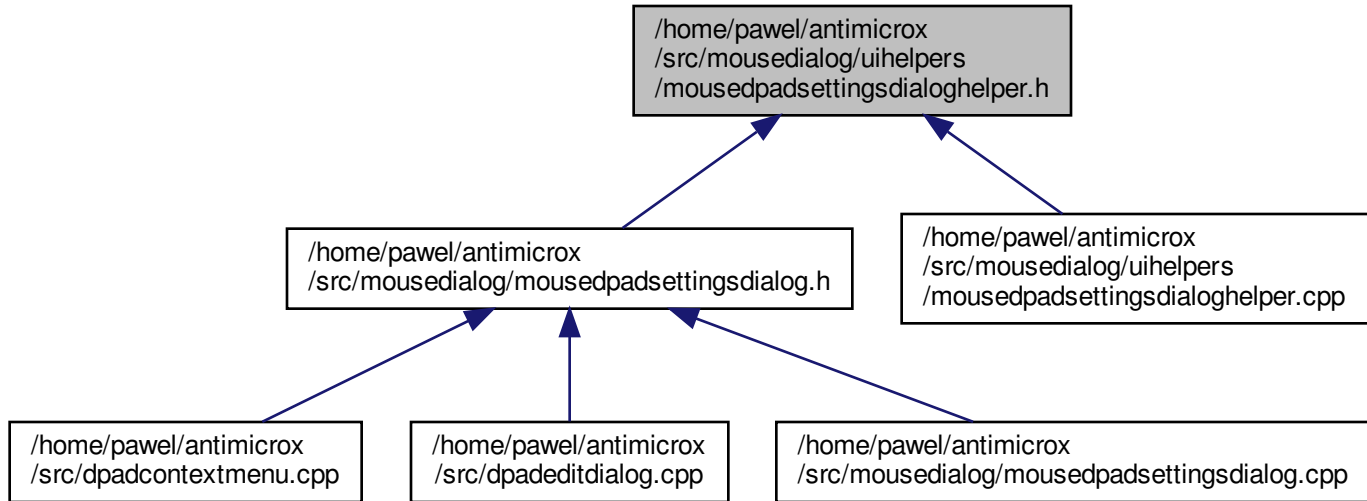 /home/pawel/antimicrox
/src/mousedialog/uihelpers
/mousedpadsettingsdialoghelper.h
/home/pawel/antimicrox
/src/mousedialog/mousedpadsettingsdialog.h
/home/pawel/antimicrox
/src/mousedialog/uihelpers
/mousedpadsettingsdialoghelper.cpp
/home/pawel/antimicrox
/src/dpadcontextmenu.cpp
/home/pawel/antimicrox
/src/dpadeditdialog.cpp
/home/pawel/antimicrox
/src/mousedialog/mousedpadsettingsdialog.cpp